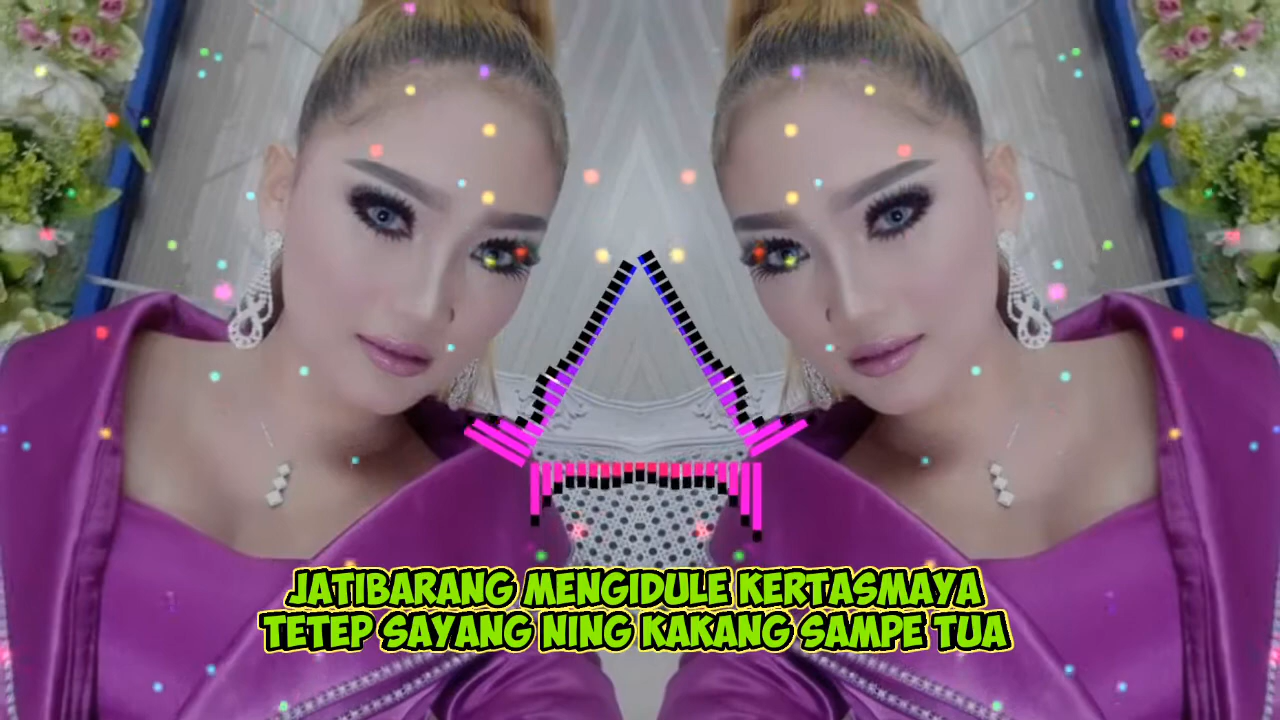 JATIBARANG MENGIDULE KERTASMAYA
TETEP SAYANG NING KAKANG SAMPE TUA